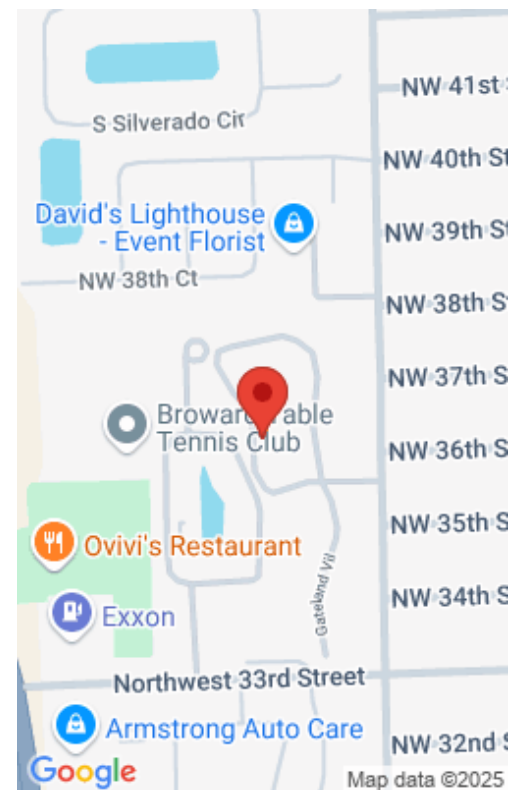 NW 41st
S Silverado Cir
NW 40th St
David's Lighthouse
- Event Florist
NW 39th St
NW 38th Ct
NW 38th S
NW 37th S
Broward Table
Tennis Club
NW 36th S
NW 35th S
Ovivi's Restaurant
Gateland Vil
NW 34th S
Exxon
Northwest 33rd Street
Armstrong Auto Care
NW 32nd S
Google
Map data ©2025